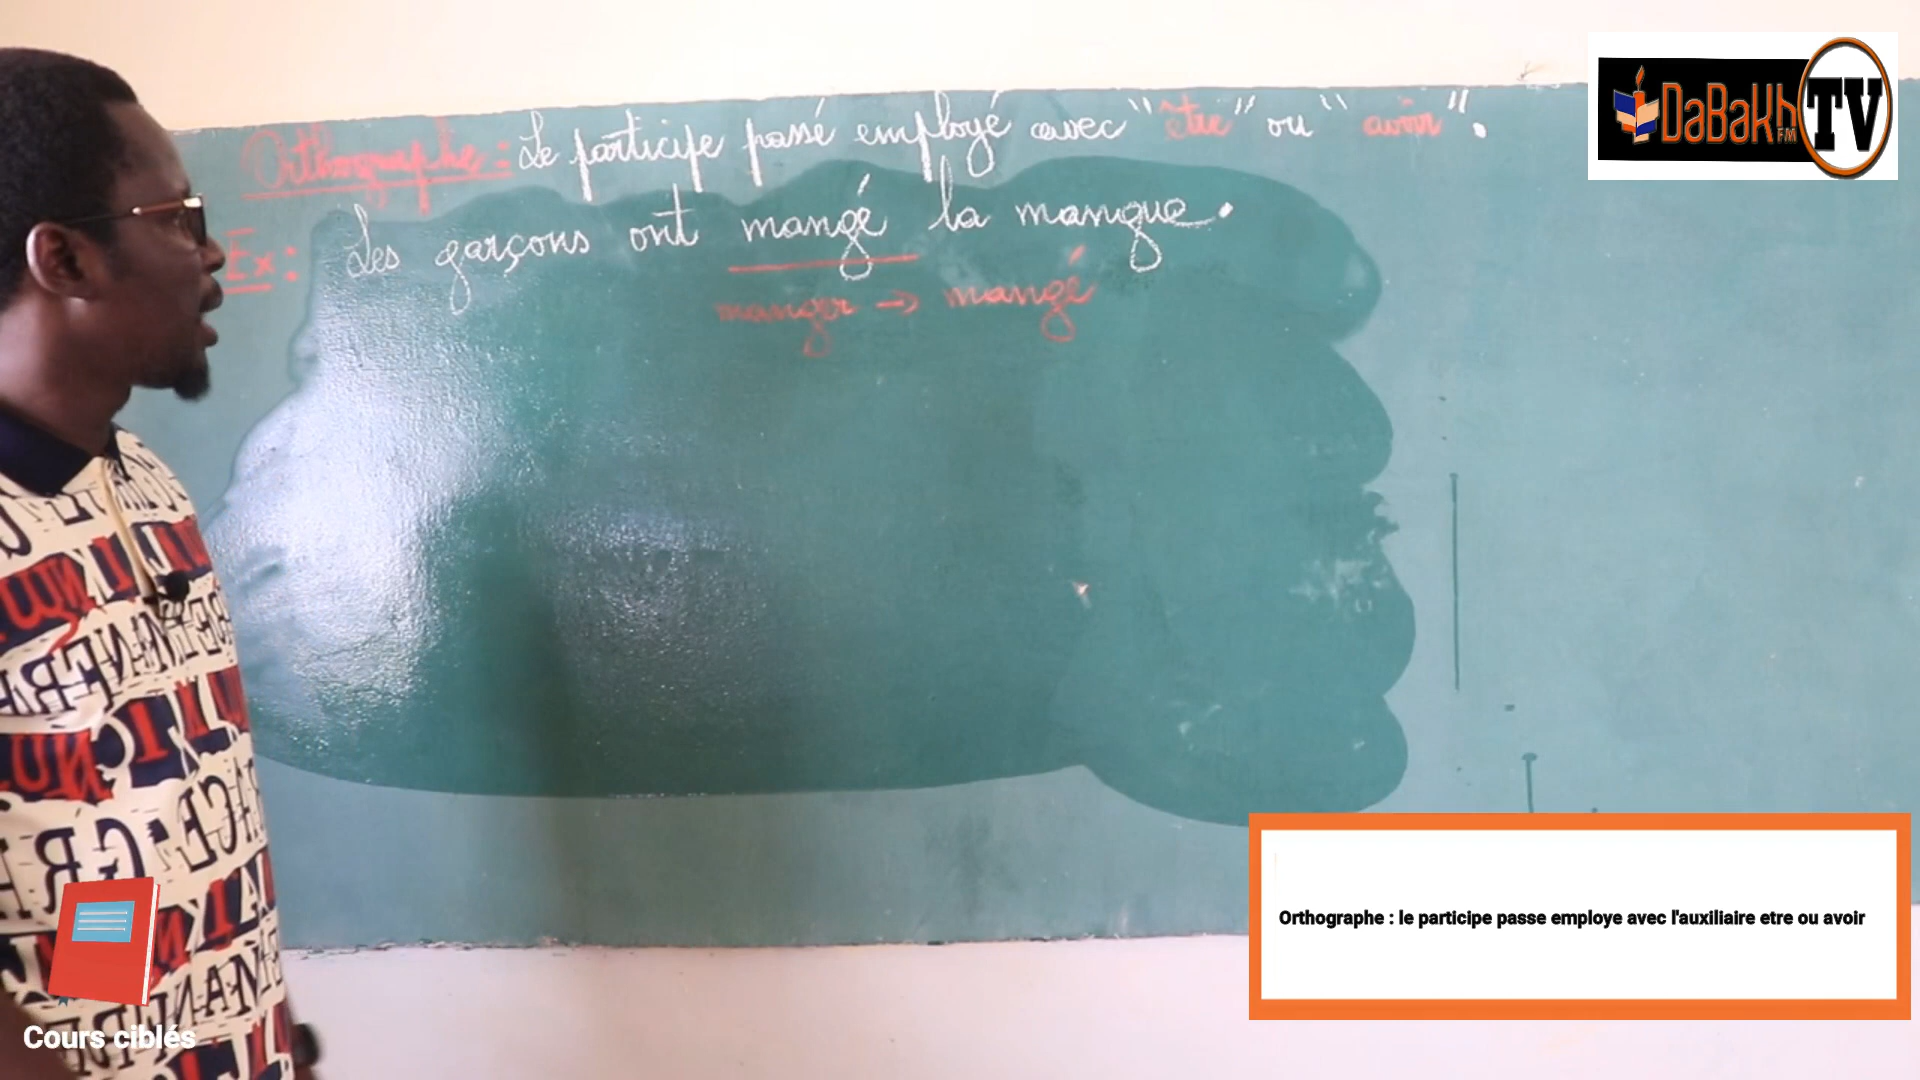 Orthographe : Le participe passé employé avec "être" ou "avoir".
Ex : Les garçons ont mangé la mangue.
manger → mangé
DaBaKh FM TV
Orthographe : le participe passe employe avec l'auxiliaire etre ou avoir
Cours ciblés